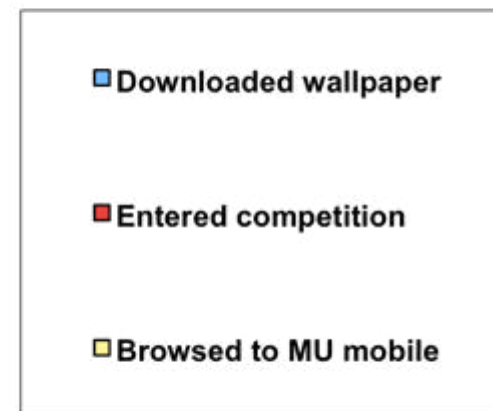 Downloaded wallpaper
Entered competition
Browsed to MU mobile